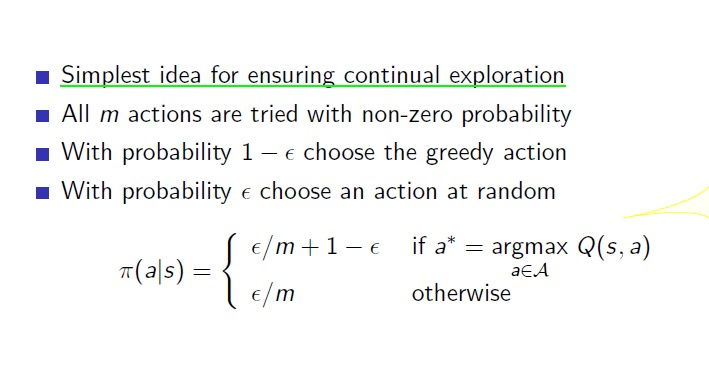 Simplest idea for ensuring continual exploration
All m actions are tried with non-zero probability
With probability 1 − ϵ choose the greedy action
With probability ϵ choose an action at random
π(a|s) = { ϵ/m + 1 − ϵ if a* = argmax Q(s, a)
a∈𝒜
ϵ/m otherwise